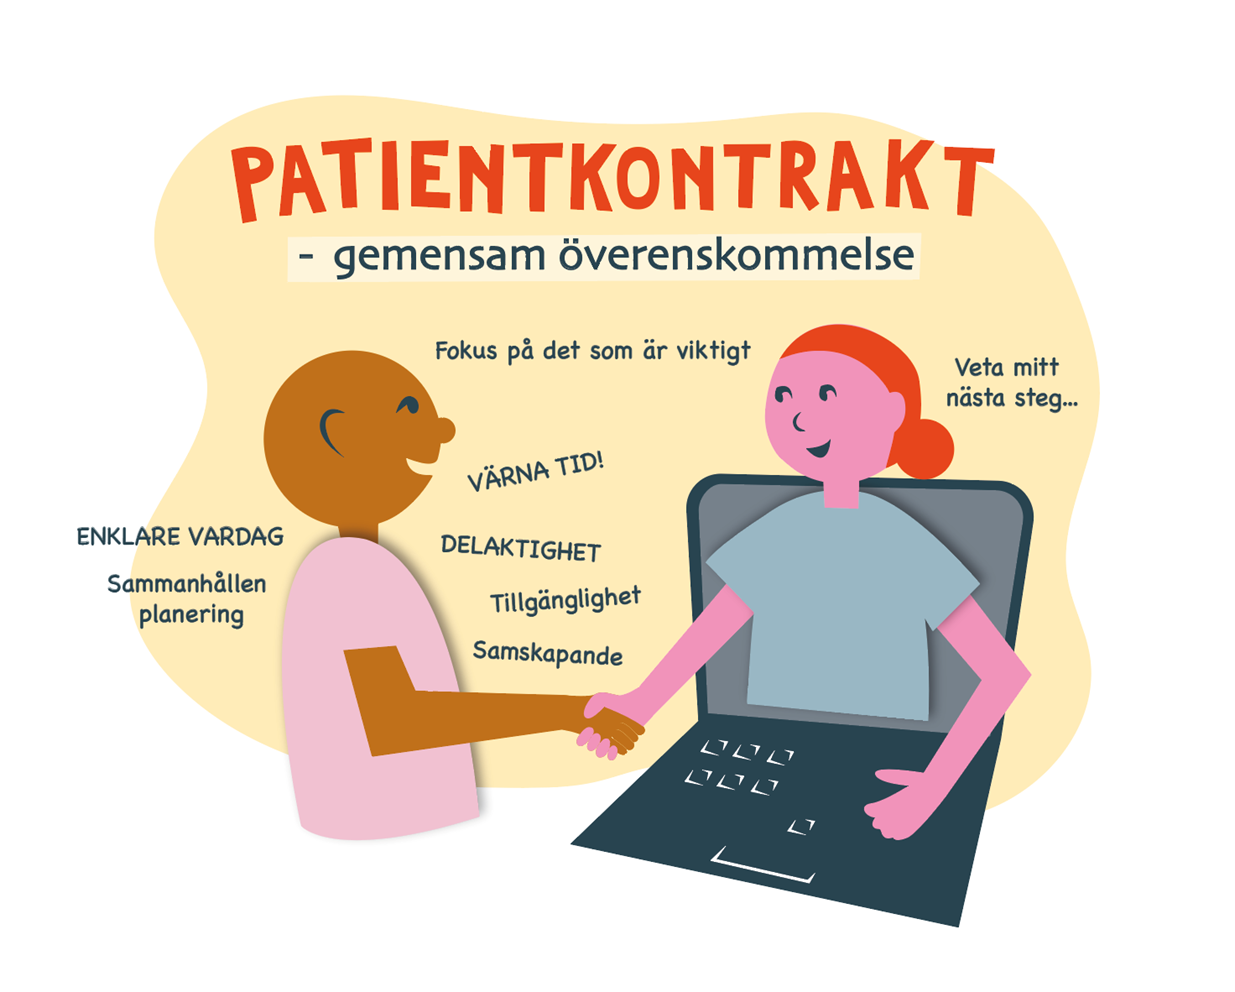 PATIENTKONTRAKT
- gemensam överenskommelse
Fokus på det som är viktigt
Veta mitt
nästa steg...
VÄRNA TID!
ENKLARE VARDAG
DELAKTIGHET
Sammanhållen
planering
Tillgänglighet
Samskapande